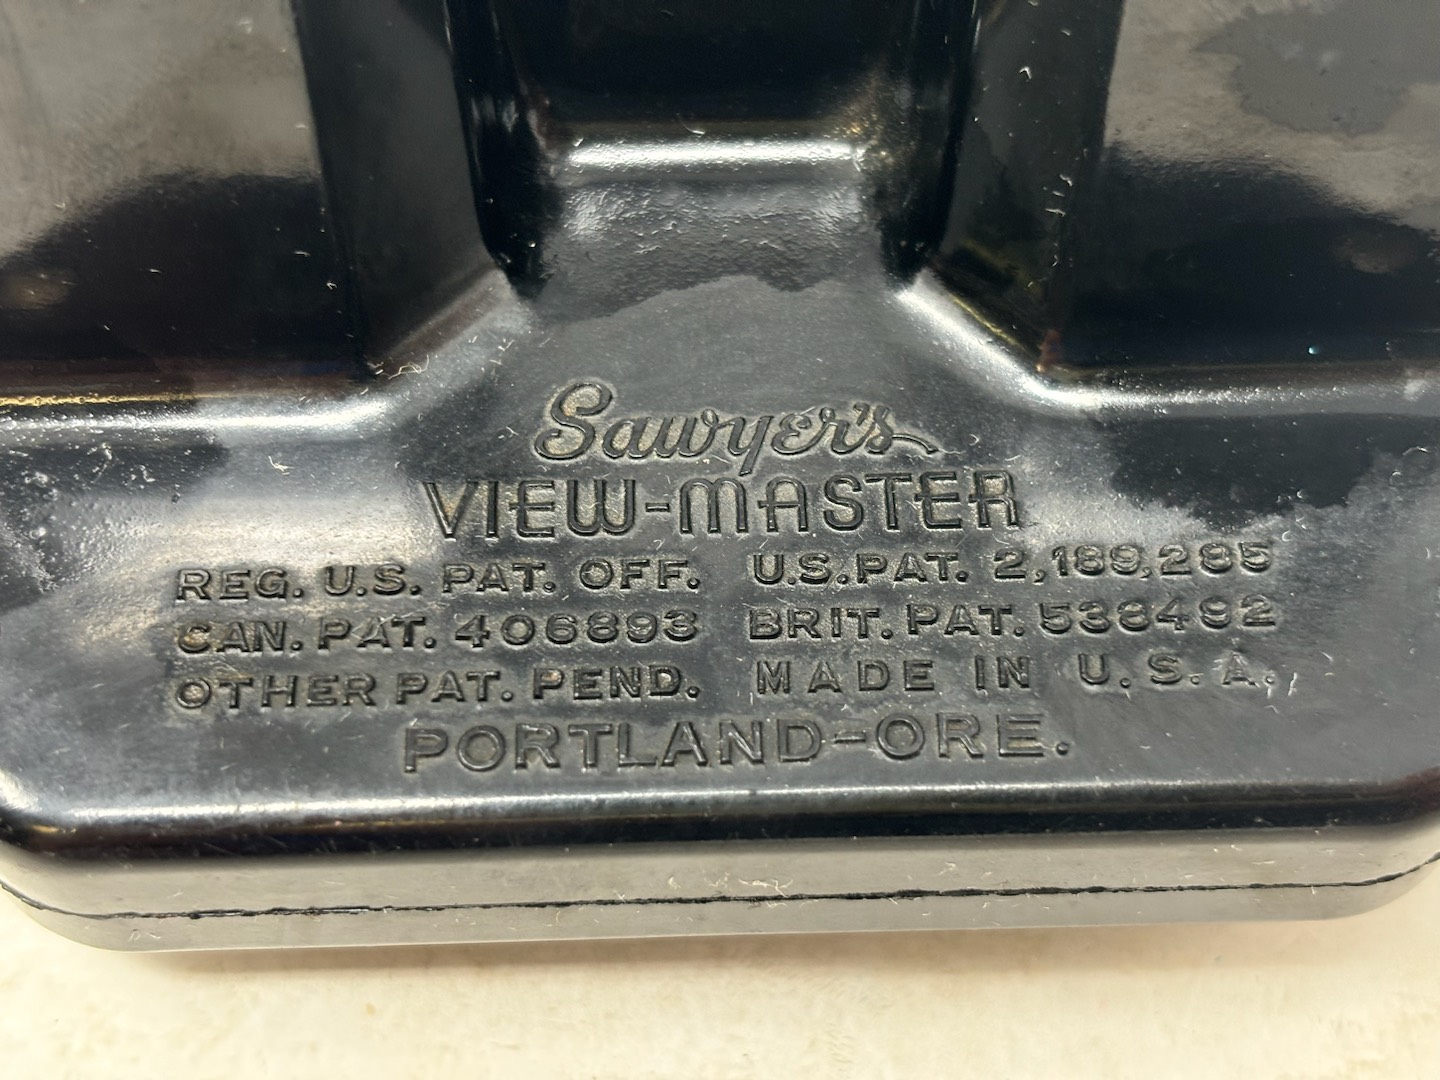 Sawyer's
VIEW-MASTER
REG. U.S. PAT. OFF. U.S.PAT. 2,189,285
CAN. PAT. 406893 BRIT. PAT. 538492
OTHER PAT. PEND. MADE IN U.S.A.
PORTLAND-ORE.